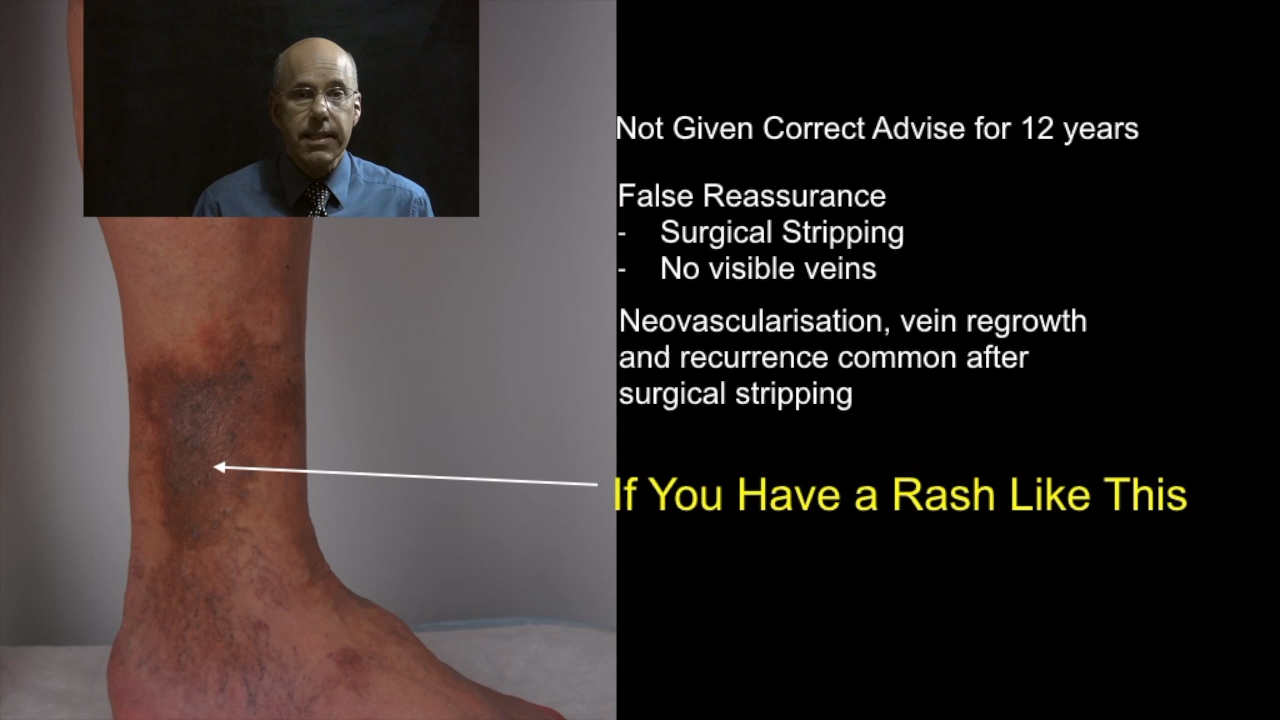 Not Given Correct Advise for 12 years
False Reassurance
- Surgical Stripping
- No visible veins
Neovascularisation, vein regrowth
and recurrence common after
surgical stripping
If You Have a Rash Like This